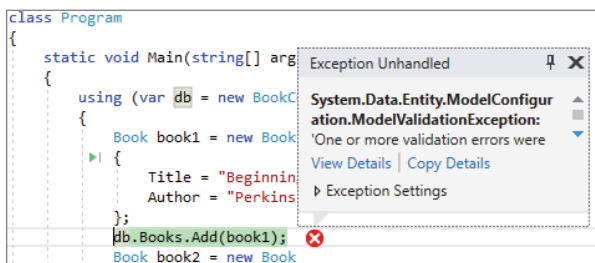 class Program
{
static void Main(string[] arg
{
using (var db = new BookC
{
Book book1 = new Book
{
Title = "Beginnin
Author = "Perkins
};
db.Books.Add(book1);
Book book2 = new Book
Exception Unhandled
System.Data.Entity.ModelConfigur
ation.ModelValidationException:
'One or more validation errors were
View Details | Copy Details
Exception Settings